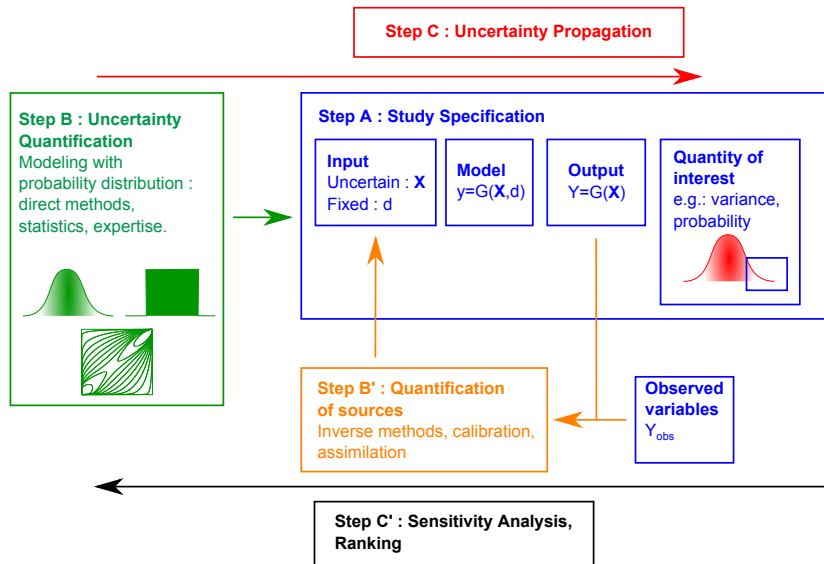 Step C : Uncertainty Propagation
Step B : Uncertainty
Quantification
Modeling with
probability distribution :
direct methods,
statistics, expertise.
Step A : Study Specification
Input
Uncertain : X
Fixed : d
Model
y=G(X,d)
Output
Y=G(X)
Quantity of
interest
e.g.: variance,
probability
Step B' : Quantification
of sources
Inverse methods, calibration,
assimilation
Observed
variables
Yobs
Step C' : Sensitivity Analysis,
Ranking